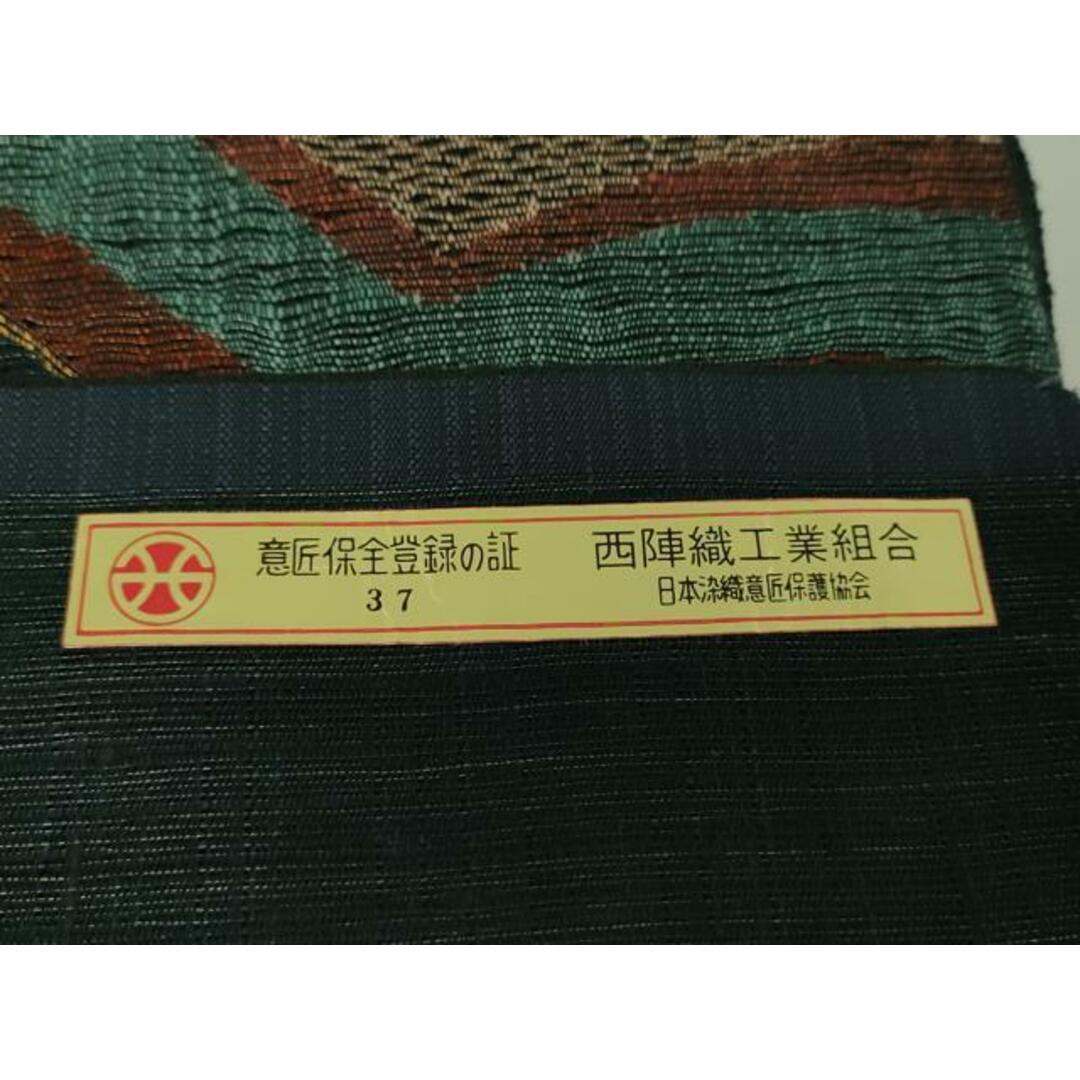 意匠保全登録の証
37
西陣織工業組合
日本染織意匠保護協会